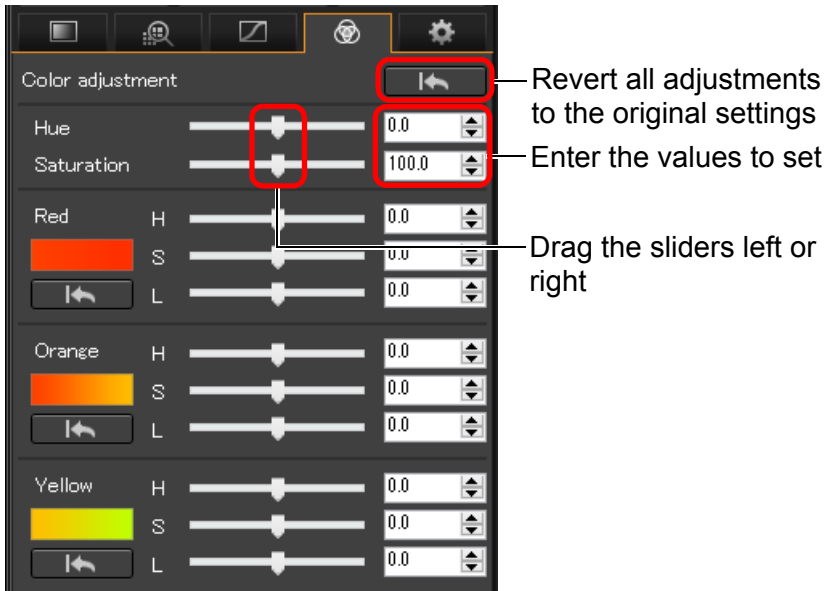 Color adjustment
Revert all adjustments
to the original settings
Hue 0.0
Saturation 100.0
Enter the values to set
Red H 0.0
S 0.0
L 0.0
Drag the sliders left or
right
Orange H 0.0
S 0.0
L 0.0
Yellow H 0.0
S 0.0
L 0.0